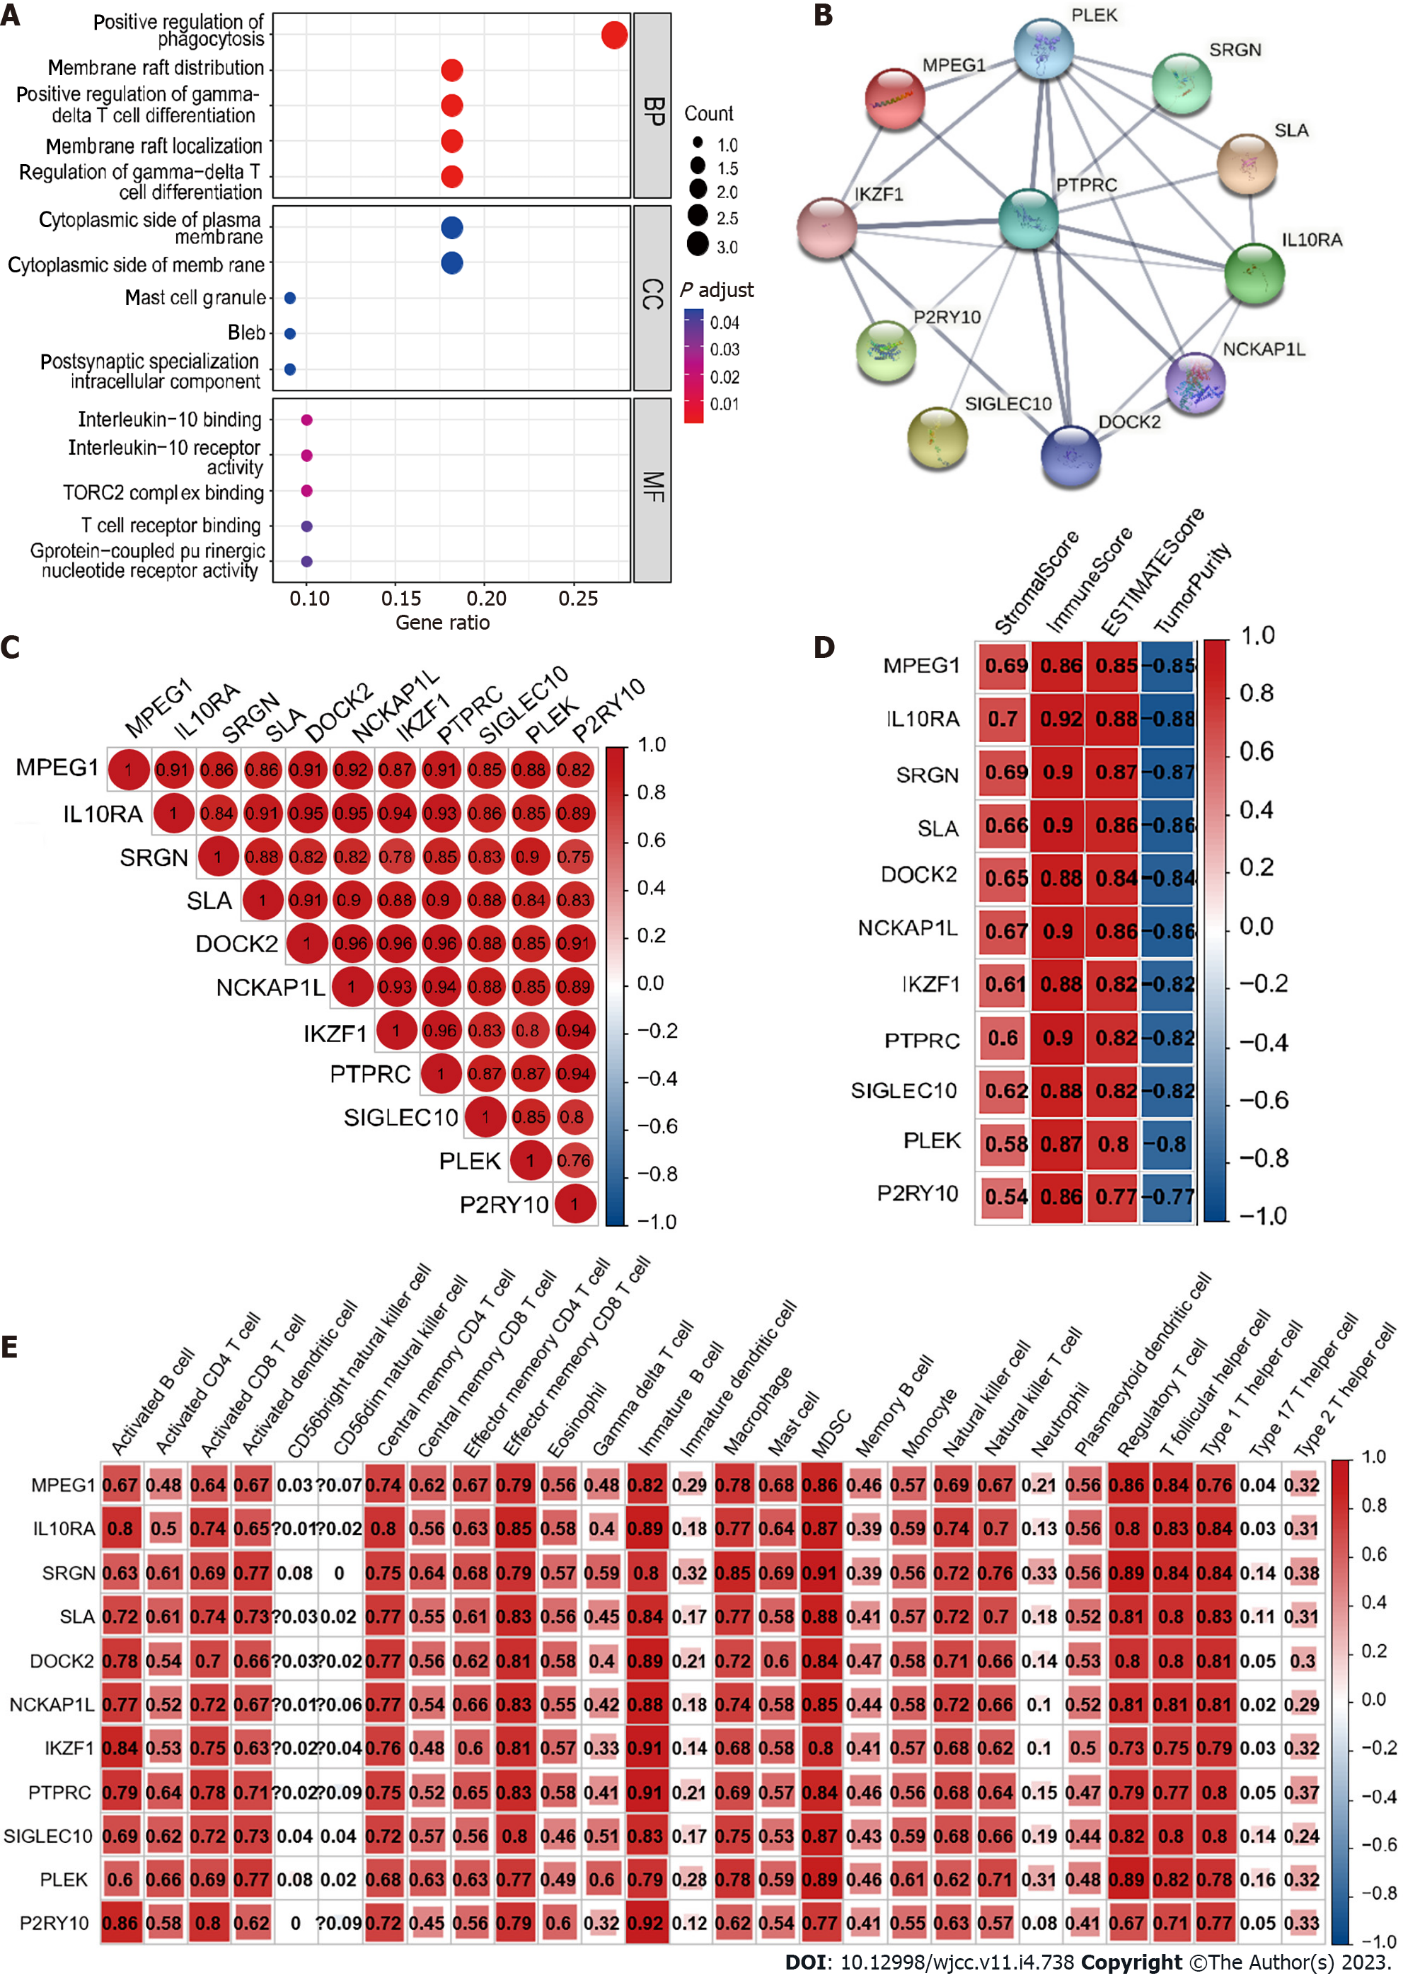 A
Positive regulation of
phagocytosis
Membrane raft distribution
Positive regulation of gamma-
delta T cell differentiation
Membrane raft localization
Regulation of gamma−delta T
cell differentiation
Cytoplasmic side of plasma
membrane
Cytoplasmic side of memb rane
Mast cell granule
Bleb
Postsynaptic specialization
intracellular component
Interleukin−10 binding
Interleukin−10 receptor
activity
TORC2 complex binding
T cell receptor binding
Gprotein−coupled pu rinergic
nucleotide receptor activity
0.10 0.15 0.20 0.25
Gene ratio
BP
CC
MF
Count
1.0
1.5
2.0
2.5
3.0
P adjust
0.04
0.03
0.02
0.01
B
PLEK
SRGN
MPEG1
SLA
IKZF1
PTPRC
IL10RA
P2RY10
NCKAP1L
SIGLEC10
DOCK2
C
MPEG1 IL10RA SRGN SLA DOCK2 NCKAP1L IKZF1 PTPRC SIGLEC10 PLEK P2RY10
MPEG1 1 0.91 0.86 0.86 0.91 0.92 0.87 0.91 0.85 0.88 0.82
IL10RA 1 0.84 0.91 0.95 0.95 0.94 0.93 0.86 0.85 0.89
SRGN 1 0.88 0.82 0.82 0.78 0.85 0.83 0.9 0.75
SLA 1 0.91 0.9 0.88 0.9 0.88 0.84 0.83
DOCK2 1 0.96 0.96 0.96 0.88 0.85 0.91
NCKAP1L 1 0.93 0.94 0.88 0.85 0.89
IKZF1 1 0.96 0.83 0.8 0.94
PTPRC 1 0.87 0.87 0.94
SIGLEC10 1 0.85 0.8
PLEK 1 0.76
P2RY10 1
1.0
0.8
0.6
0.4
0.2
0.0
−0.2
−0.4
−0.6
−0.8
−1.0
D
StromalScore ImmuneScore ESTIMATEScore TumorPurity
MPEG1 0.69 0.86 0.85 −0.85
IL10RA 0.7 0.92 0.88 −0.88
SRGN 0.69 0.9 0.87 −0.87
SLA 0.66 0.9 0.86 −0.86
DOCK2 0.65 0.88 0.84 −0.84
NCKAP1L 0.67 0.9 0.86 −0.86
IKZF1 0.61 0.88 0.82 −0.82
PTPRC 0.6 0.9 0.82 −0.82
SIGLEC10 0.62 0.88 0.82 −0.82
PLEK 0.58 0.87 0.8 −0.8
P2RY10 0.54 0.86 0.77 −0.77
1.0
0.8
0.6
0.4
0.2
0.0
−0.2
−0.4
−0.6
−0.8
−1.0
E
Activated B cell
Activated CD4 T cell
Activated CD8 T cell
Activated dendritic cell
CD56bright natural killer cell
CD56dim natural killer cell
Central memory CD4 T cell
Central memory CD8 T cell
Effector memeory CD4 T cell
Effector memeory CD8 T cell
Eosinophil
Gamma delta T cell
Immature B cell
Immature dendritic cell
Macrophage
Mast cell
MDSC
Memory B cell
Monocyte
Natural killer cell
Natural killer T cell
Neutrophil
Plasmacytoid dendritic cell
Regulatory T cell
T follicular helper cell
Type 1 T helper cell
Type 17 T helper cell
Type 2 T helper cell
MPEG1 0.67 0.48 0.64 0.67 0.03 ?0.07 0.74 0.62 0.67 0.79 0.56 0.48 0.82 0.29 0.78 0.68 0.86 0.46 0.57 0.69 0.67 0.21 0.56 0.86 0.84 0.76 0.04 0.32
IL10RA 0.8 0.5 0.74 0.65 ?0.01 ?0.02 0.8 0.56 0.63 0.85 0.58 0.4 0.89 0.18 0.77 0.64 0.87 0.39 0.59 0.74 0.7 0.13 0.56 0.8 0.83 0.84 0.03 0.31
SRGN 0.63 0.61 0.69 0.77 0.08 0 0.75 0.64 0.68 0.79 0.57 0.59 0.8 0.32 0.85 0.69 0.91 0.39 0.56 0.72 0.76 0.33 0.56 0.89 0.84 0.84 0.14 0.38
SLA 0.72 0.61 0.74 0.73 ?0.03 0.02 0.77 0.55 0.61 0.83 0.56 0.45 0.84 0.17 0.77 0.58 0.88 0.41 0.57 0.72 0.7 0.18 0.52 0.81 0.8 0.83 0.11 0.31
DOCK2 0.78 0.54 0.7 0.66 ?0.03 ?0.02 0.77 0.56 0.62 0.81 0.58 0.4 0.89 0.21 0.72 0.6 0.84 0.47 0.58 0.71 0.66 0.14 0.53 0.8 0.8 0.81 0.05 0.3
NCKAP1L 0.77 0.52 0.72 0.67 ?0.01 ?0.06 0.77 0.54 0.66 0.83 0.55 0.42 0.88 0.18 0.74 0.58 0.85 0.44 0.58 0.72 0.66 0.1 0.52 0.81 0.81 0.81 0.02 0.29
IKZF1 0.84 0.53 0.75 0.63 ?0.02 ?0.04 0.76 0.48 0.6 0.81 0.57 0.33 0.91 0.14 0.68 0.58 0.8 0.41 0.57 0.68 0.62 0.1 0.5 0.73 0.75 0.79 0.03 0.32
PTPRC 0.79 0.64 0.78 0.71 ?0.02 ?0.09 0.75 0.52 0.65 0.83 0.58 0.41 0.91 0.21 0.69 0.57 0.84 0.46 0.56 0.68 0.64 0.15 0.47 0.79 0.77 0.8 0.05 0.37
SIGLEC10 0.69 0.62 0.72 0.73 0.04 0.04 0.72 0.57 0.56 0.8 0.46 0.51 0.83 0.17 0.75 0.53 0.87 0.43 0.59 0.68 0.66 0.19 0.44 0.82 0.8 0.8 0.14 0.24
PLEK 0.6 0.66 0.69 0.77 0.08 0.02 0.68 0.63 0.63 0.77 0.49 0.6 0.79 0.28 0.78 0.59 0.89 0.46 0.61 0.62 0.71 0.31 0.48 0.89 0.82 0.78 0.16 0.32
P2RY10 0.86 0.58 0.8 0.62 0 ?0.09 0.72 0.45 0.56 0.79 0.6 0.32 0.92 0.12 0.62 0.54 0.77 0.41 0.55 0.63 0.57 0.08 0.41 0.67 0.71 0.77 0.05 0.33
1.0
0.8
0.6
0.4
0.2
0.0
−0.2
−0.4
−0.6
−0.8
−1.0
DOI: 10.12998/wjcc.v11.i4.738 Copyright ©The Author(s) 2023.